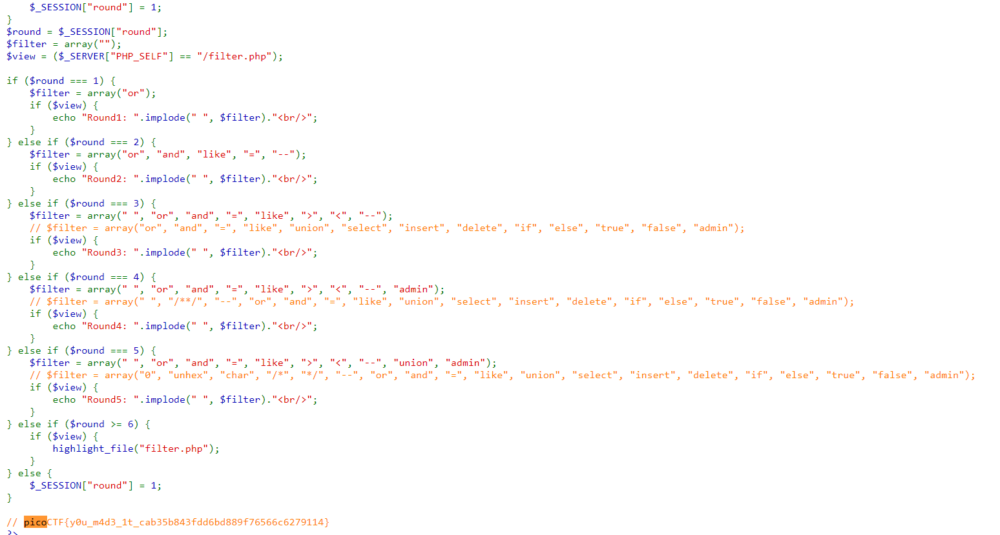 $_SESSION["round"] = 1;
}
$round = $_SESSION["round"];
$filter = array("");
$view = ($_SERVER["PHP_SELF"] == "/filter.php");

if ($round === 1) {
    $filter = array("or");
    if ($view) {
        echo "Round1: ".implode(" ", $filter)."<br/>";
    }
} else if ($round === 2) {
    $filter = array("or", "and", "like", "=", "--");
    if ($view) {
        echo "Round2: ".implode(" ", $filter)."<br/>";
    }
} else if ($round === 3) {
    $filter = array(" ", "or", "and", "=", "like", ">", "<", "--");
    // $filter = array("or", "and", "=", "like", "union", "select", "insert", "delete", "if", "else", "true", "false", "admin");
    if ($view) {
        echo "Round3: ".implode(" ", $filter)."<br/>";
    }
} else if ($round === 4) {
    $filter = array(" ", "or", "and", "=", "like", ">", "<", "--", "admin");
    // $filter = array(" ", "/**/", "--", "or", "and", "=", "like", "union", "select", "insert", "delete", "if", "else", "true", "false", "admin");
    if ($view) {
        echo "Round4: ".implode(" ", $filter)."<br/>";
    }
} else if ($round === 5) {
    $filter = array(" ", "or", "and", "=", "like", ">", "<", "--", "union", "admin");
    // $filter = array("0", "unhex", "char", "/*", "*/", "--", "or", "and", "=", "like", "union", "select", "insert", "delete", "if", "else", "true", "false", "admin");
    if ($view) {
        echo "Round5: ".implode(" ", $filter)."<br/>";
    }
} else if ($round >= 6) {
    if ($view) {
        highlight_file("filter.php");
    }
} else {
    $_SESSION["round"] = 1;
}

// picoCTF{y0u_m4d3_1t_cab35b843fdd6bd889f76566c6279114}
?>